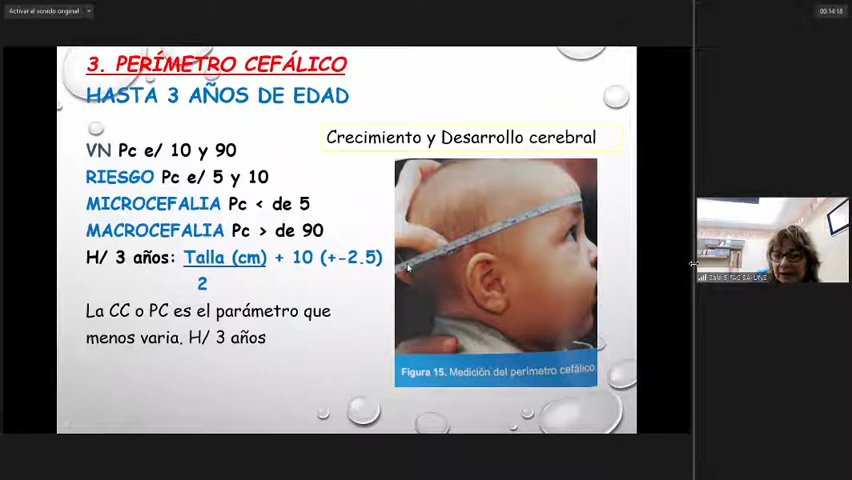 Activar el sonido original
00:14:18
3. PERÍMETRO CEFÁLICO
HASTA 3 AÑOS DE EDAD
Crecimiento y Desarrollo cerebral
VN Pc e/ 10 y 90
RIESGO Pc e/ 5 y 10
MICROCEFALIA Pc < de 5
MACROCEFALIA Pc > de 90
H/ 3 años: Talla (cm) + 10 (+-2.5)
2
La CC o PC es el parámetro que
menos varia. H/ 3 años
Figura 15. Medición del perímetro cefálico